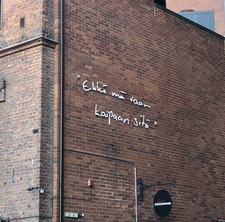 "Ehkä mä vaan
kaipaan sitä"